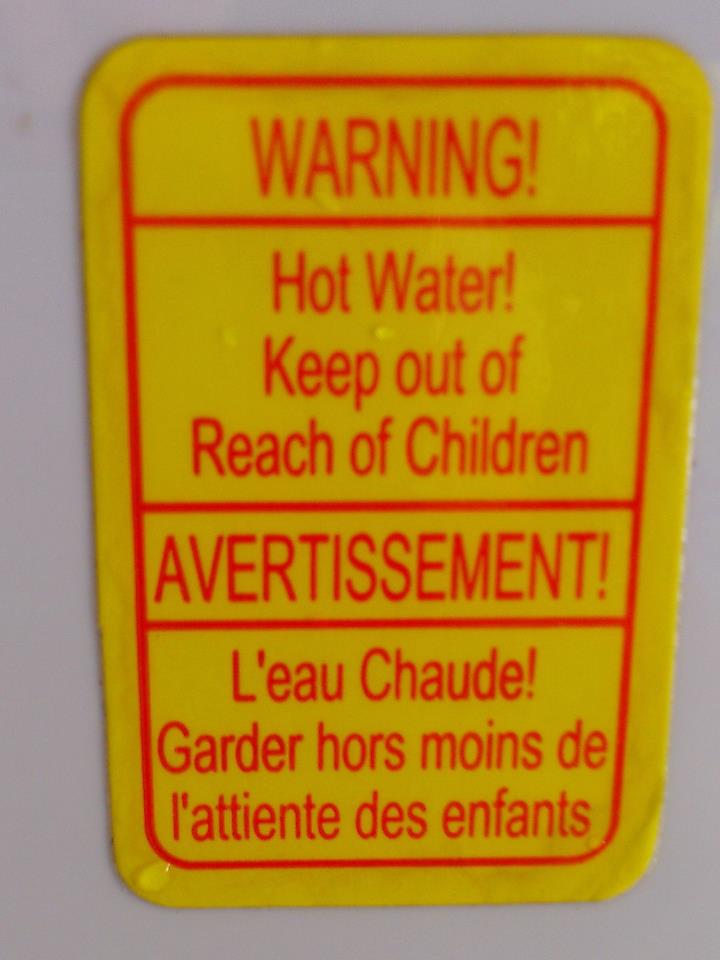 WARNING!
Hot Water!
Keep out of
Reach of Children
AVERTISSEMENT!
L'eau Chaude!
Garder hors moins de
l'attiente des enfants